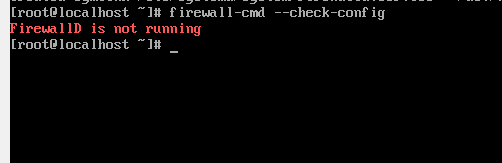 [root@localhost ~]# firewall-cmd --check-config
FirewallD is not running
[root@localhost ~]# _